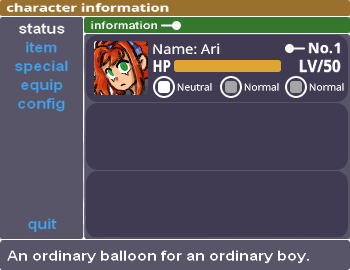 character information
status
item
special
equip
config
quit
information
Name: Ari
No.1
HP
LV/50
Neutral
Normal
Normal
An ordinary balloon for an ordinary boy.